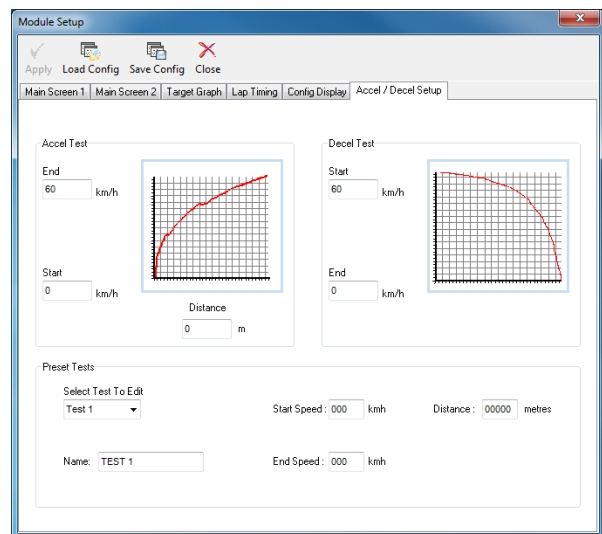 Module Setup
Apply Load Config Save Config Close
Main Screen 1 Main Screen 2 Target Graph Lap Timing Config Display Accel / Decel Setup
Accel Test
End
60 km/h
Start
0 km/h
Distance
0 m
Decel Test
Start
60 km/h
End
0 km/h
Preset Tests
Select Test To Edit
Test 1
Start Speed : 000 kmh
Distance : 00000 metres
Name: TEST 1
End Speed : 000 kmh